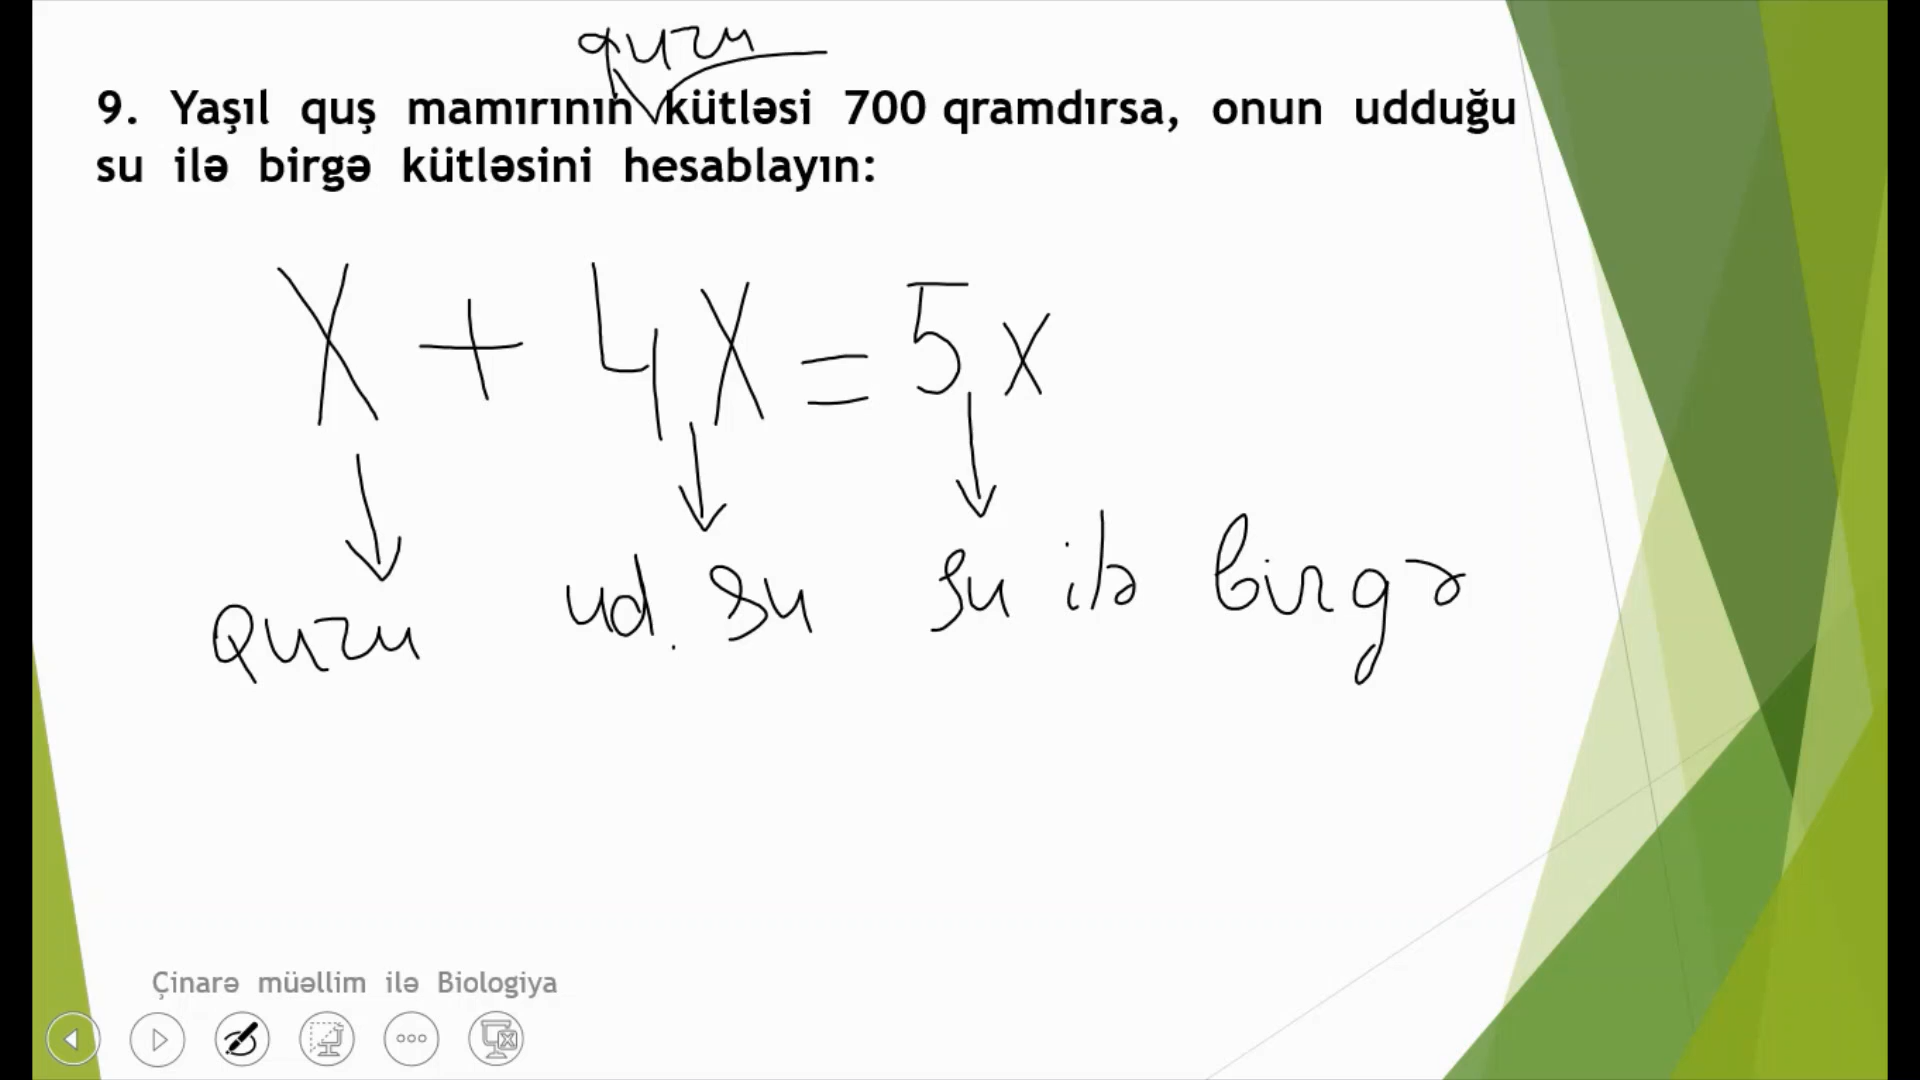 quru
9. Yaşıl quş mamırının kütləsi 700 qramdırsa, onun udduğu
su ilə birgə kütləsini hesablayın:
X + 4X = 5x
Quru ud. su su ilə birgə
Çinarə müəllim ilə Biologiya